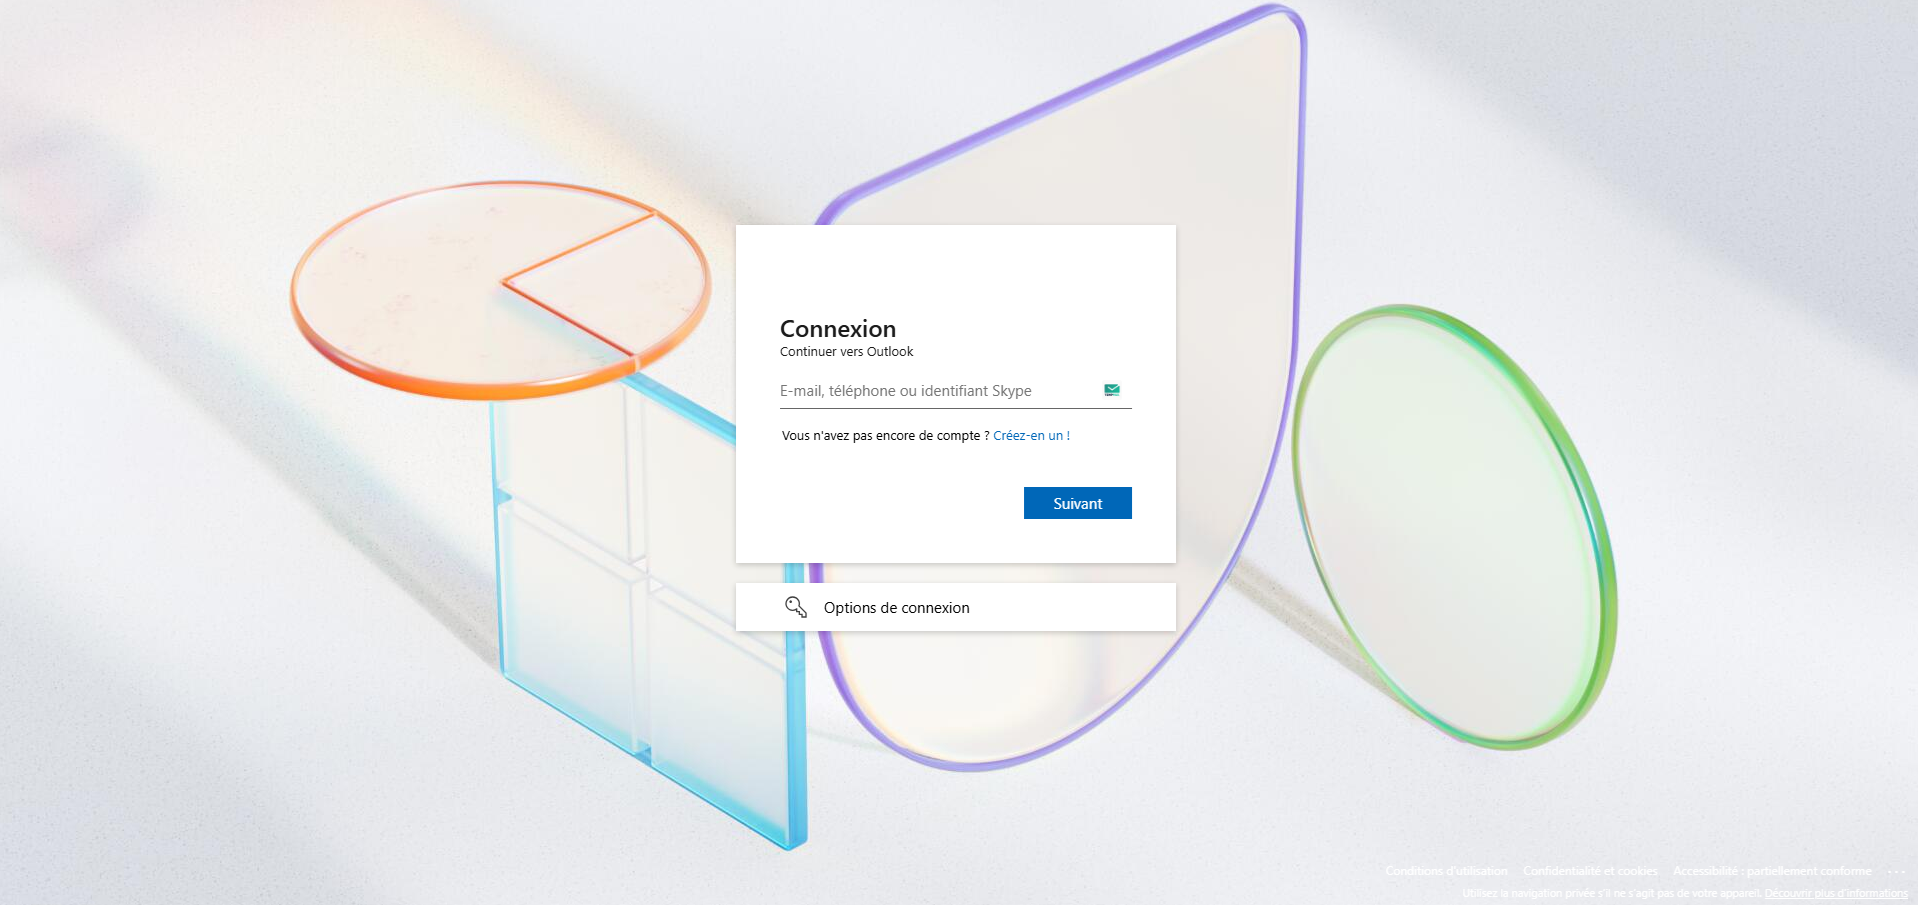 Connexion
Continuer vers Outlook
E-mail, téléphone ou identifiant Skype
Vous n'avez pas encore de compte ? Créez-en un !
Suivant
Options de connexion
Conditions d'utilisation Confidentialité et cookies Accessibilité : partiellement conforme ...
Utilisez la navigation privée s'il ne s'agit pas de votre appareil. Découvrir plus d'informations